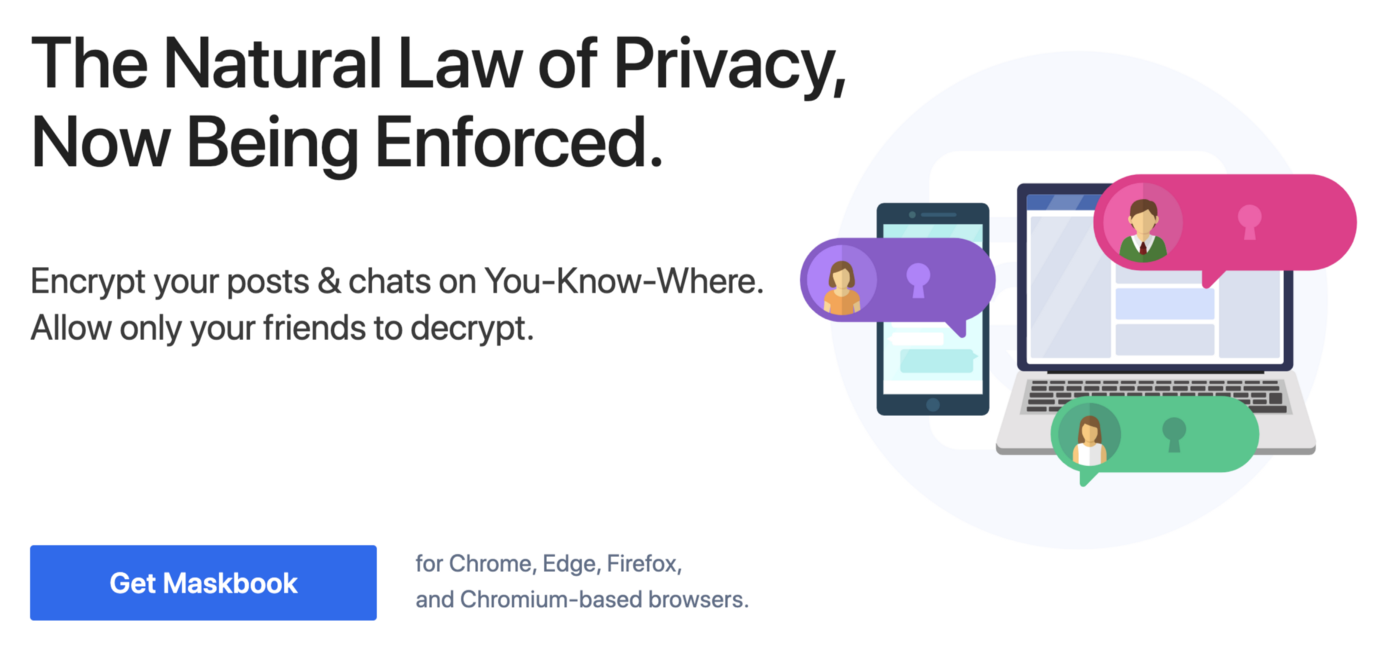 The Natural Law of Privacy,
Now Being Enforced.
Encrypt your posts & chats on You-Know-Where.
Allow only your friends to decrypt.
Get Maskbook
for Chrome, Edge, Firefox,
and Chromium-based browsers.